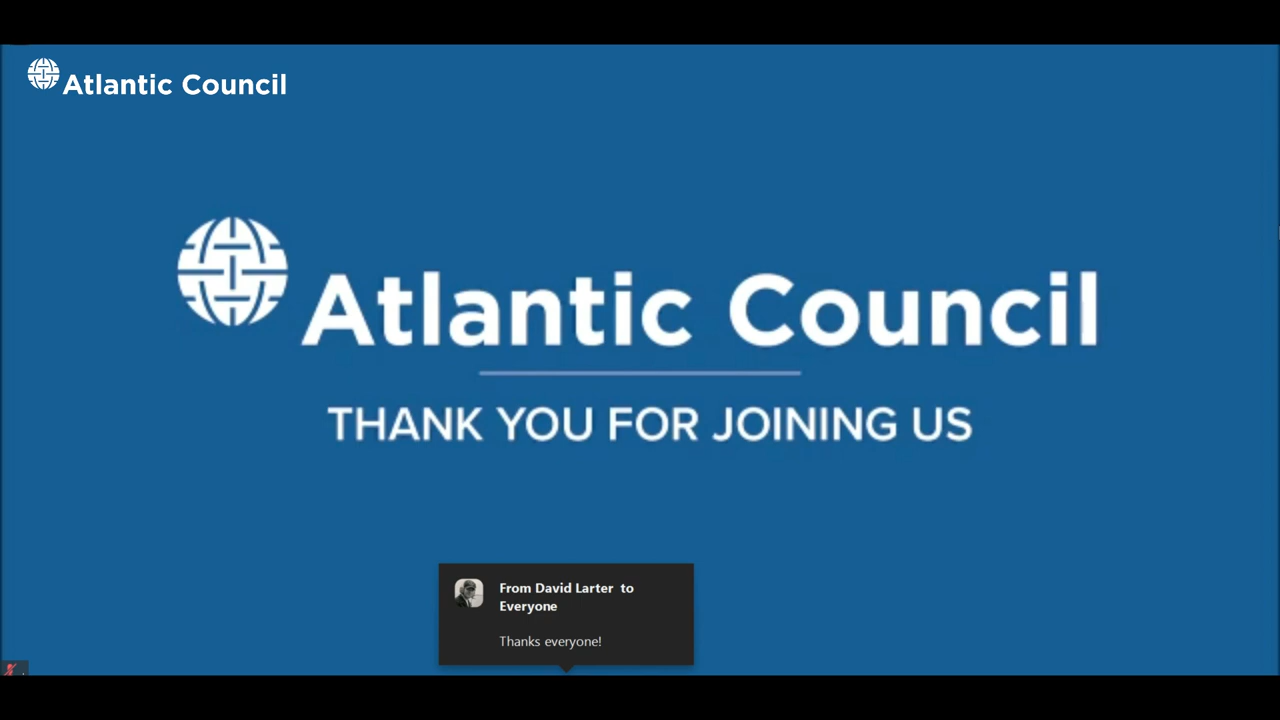 Atlantic Council
Atlantic Council
THANK YOU FOR JOINING US
From David Larter to
Everyone
Thanks everyone!